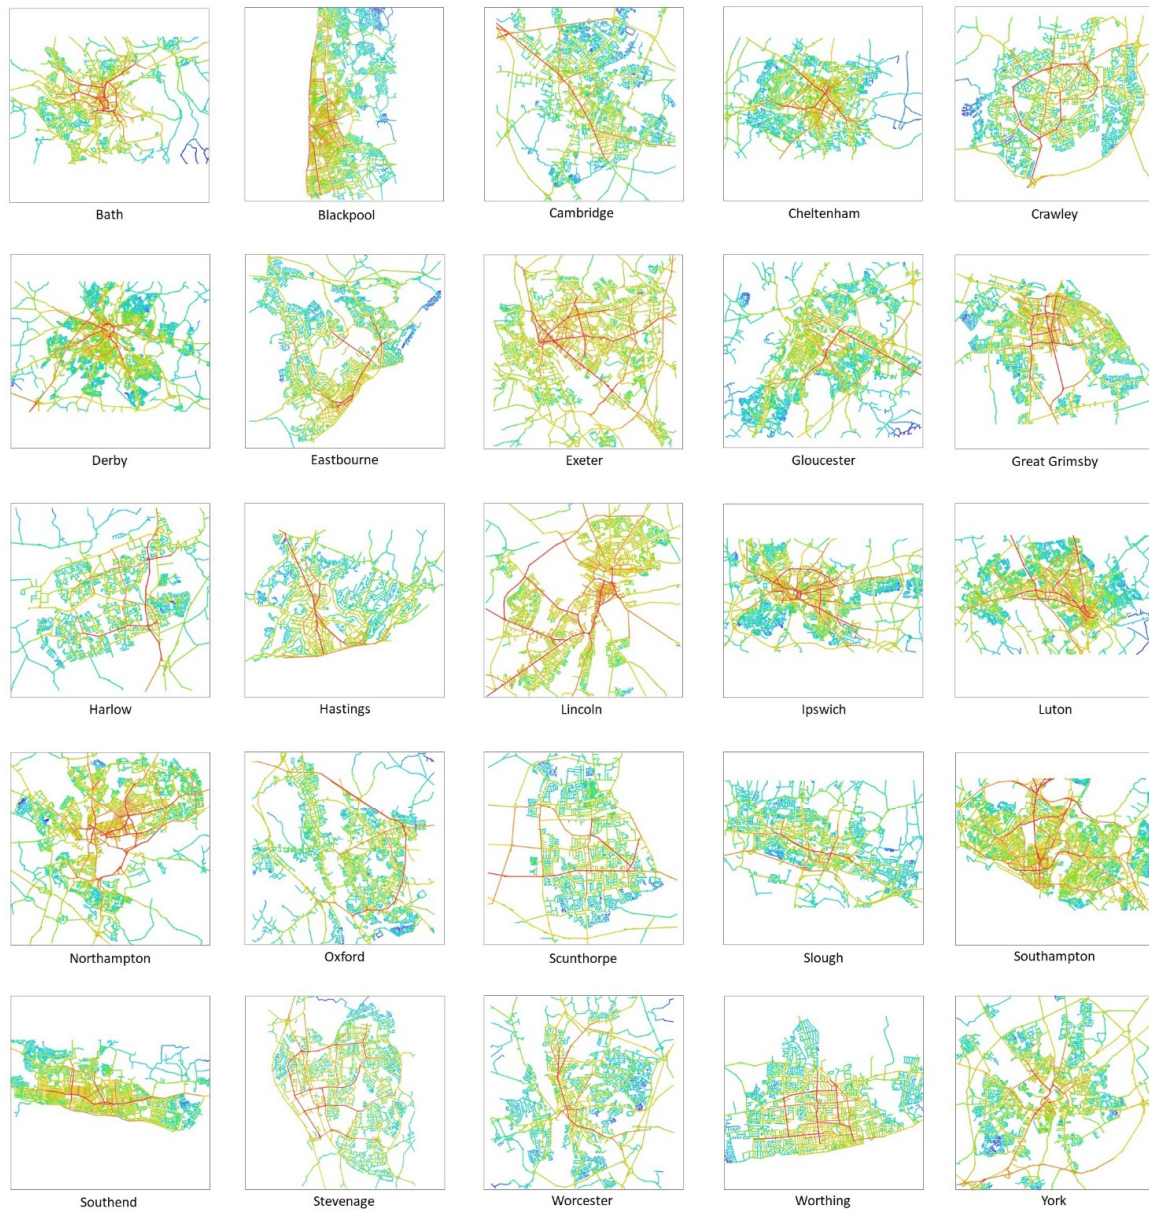 Bath Blackpool Cambridge Cheltenham Crawley
Derby Eastbourne Exeter Gloucester Great Grimsby
Harlow Hastings Lincoln Ipswich Luton
Northampton Oxford Scunthorpe Slough Southampton
Southend Stevenage Worcester Worthing York